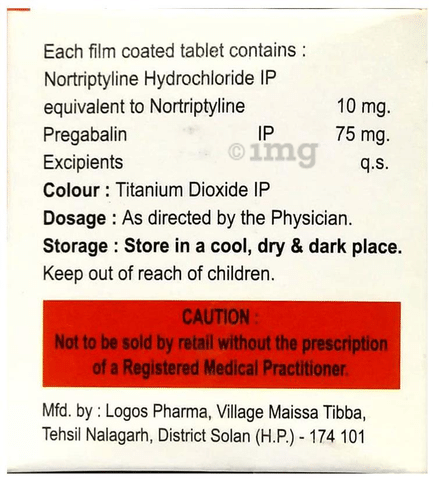 Each film coated tablet contains :
Nortriptyline Hydrochloride IP
equivalent to Nortriptyline 10 mg.
Pregabalin IP 75 mg.
©1mg
Excipients q.s.
Colour : Titanium Dioxide IP
Dosage : As directed by the Physician.
Storage : Store in a cool, dry & dark place.
Keep out of reach of children.
CAUTION :
Not to be sold by retail without the prescription
of a Registered Medical Practitioner.
Mfd. by : Logos Pharma, Village Maissa Tibba,
Tehsil Nalagarh, District Solan (H.P.) - 174 101